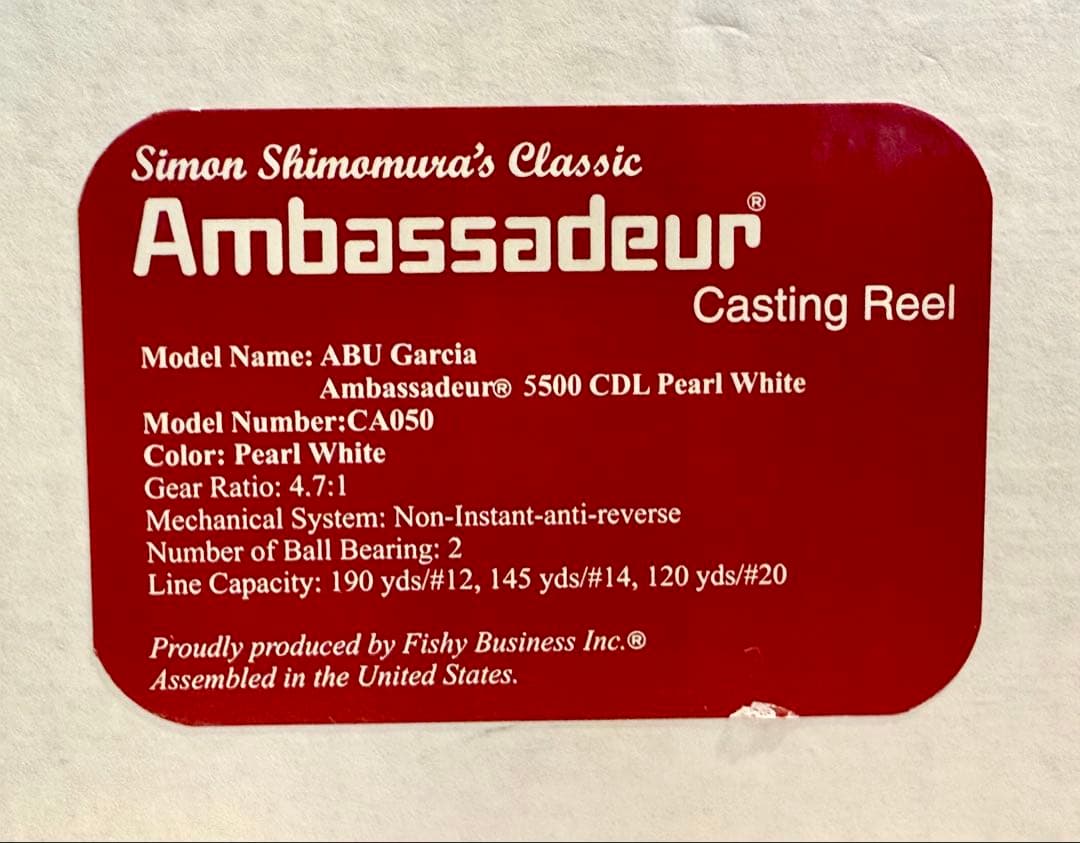 Simon Shimomura's Classic
Ambassadeur®
Casting Reel
Model Name: ABU Garcia
Ambassadeur® 5500 CDL Pearl White
Model Number:CA050
Color: Pearl White
Gear Ratio: 4.7:1
Mechanical System: Non-Instant-anti-reverse
Number of Ball Bearing: 2
Line Capacity: 190 yds/#12, 145 yds/#14, 120 yds/#20
Proudly produced by Fishy Business Inc.®
Assembled in the United States.